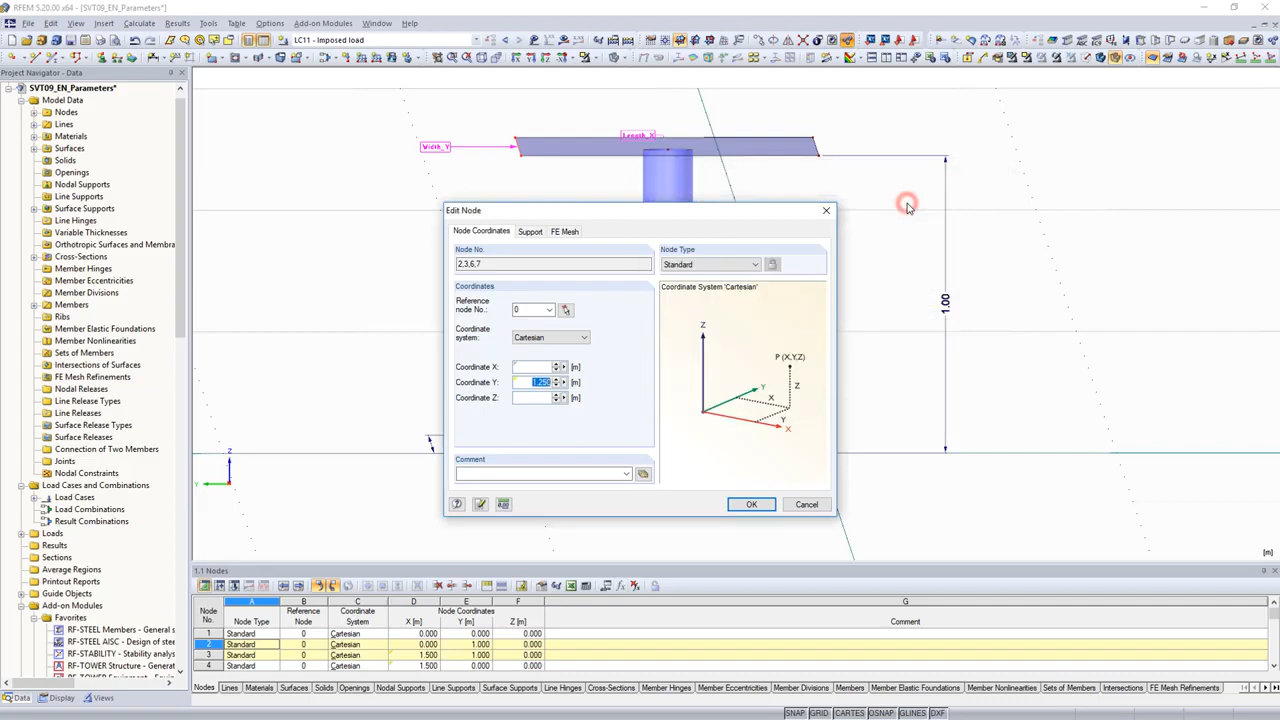 RFEM 5.20.00 x64 - [SVT09_EN_Parameters*]
File Edit View Insert Calculate Results Tools Table Options Add-on Modules Window Help
LC11 - Imposed load
Project Navigator - Data
SVT09_EN_Parameters*
Model Data
Nodes
Lines
Materials
Surfaces
Solids
Openings
Nodal Supports
Line Supports
Surface Supports
Line Hinges
Variable Thicknesses
Orthotropic Surfaces and Membra
Cross-Sections
Member Hinges
Member Eccentricities
Member Divisions
Members
Ribs
Member Elastic Foundations
Member Nonlinearities
Sets of Members
Intersections of Surfaces
FE Mesh Refinements
Nodal Releases
Line Release Types
Line Releases
Surface Release Types
Surface Releases
Connection of Two Members
Joints
Nodal Constraints
Load Cases and Combinations
Load Cases
Load Combinations
Result Combinations
Loads
Results
Sections
Average Regions
Printout Reports
Guide Objects
Add-on Modules
Favorites
RF-STEEL Members - General s
RF-STEEL AISC - Design of ste
RF-STABILITY - Stability analys
RF-TOWER Structure - Generat
Data Display Views
Length_X
Width_Y
1.00
Z
Y
[m]
Edit Node
Node Coordinates Support FE Mesh
Node No.
2,3,6,7
Node Type
Standard
Coordinates
Reference
node No.: 0
Coordinate
system: Cartesian
Coordinate X: [m]
Coordinate Y: 1.250 [m]
Coordinate Z: [m]
Coordinate System 'Cartesian'
Z
P (X,Y,Z)
Y
Z
X
Y
X
Comment
OK Cancel
1.1 Nodes
A B C D E F G
Node
No.
Node Type
Reference
Node
Coordinate
System
Node Coordinates
X [m] Y [m] Z [m]
Comment
1 Standard 0 Cartesian 0.000 0.000 0.000
2 Standard 0 Cartesian 0.000 1.000 0.000
3 Standard 0 Cartesian 1.500 1.000 0.000
4 Standard 0 Cartesian 1.500 0.000 0.000
Nodes Lines Materials Surfaces Solids Openings Nodal Supports Line Supports Surface Supports Line Hinges Cross-Sections Member Hinges Member Eccentricities Member Divisions Members Member Elastic Foundations Member Nonlinearities Sets of Members Intersections FE Mesh Refinements
SNAP GRID CARTES OSNAP GLINES DXF